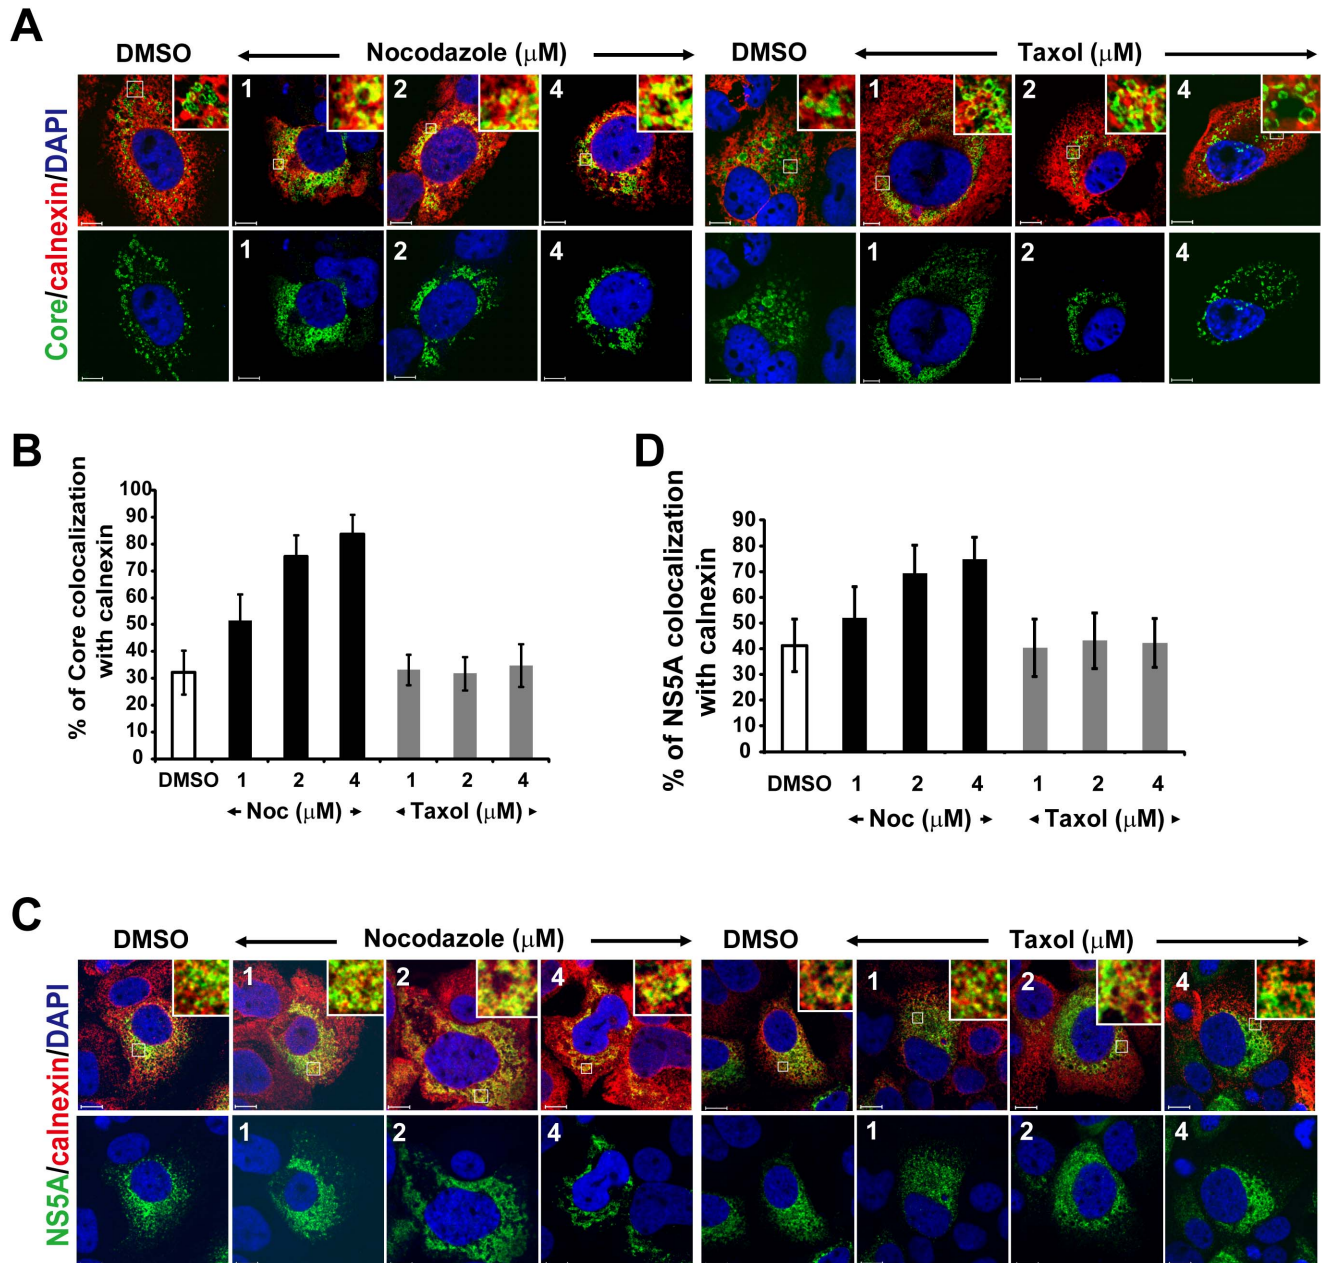 A
DMSO Nocodazole (μM) DMSO Taxol (μM)
Core/calnexin/DAPI
1 2 4 1 2 4
1 2 4 1 2 4
B
% of Core colocalization
with calnexin
100
90
80
70
60
50
40
30
20
10
0
DMSO 1 2 4 1 2 4
Noc (μM) Taxol (μM)
D
% of NS5A colocalization
with calnexin
90
80
70
60
50
40
30
20
10
0
DMSO 1 2 4 1 2 4
Noc (μM) Taxol (μM)
C
DMSO Nocodazole (μM) DMSO Taxol (μM)
NS5A/calnexin/DAPI
1 2 4 1 2 4
1 2 4 1 2 4